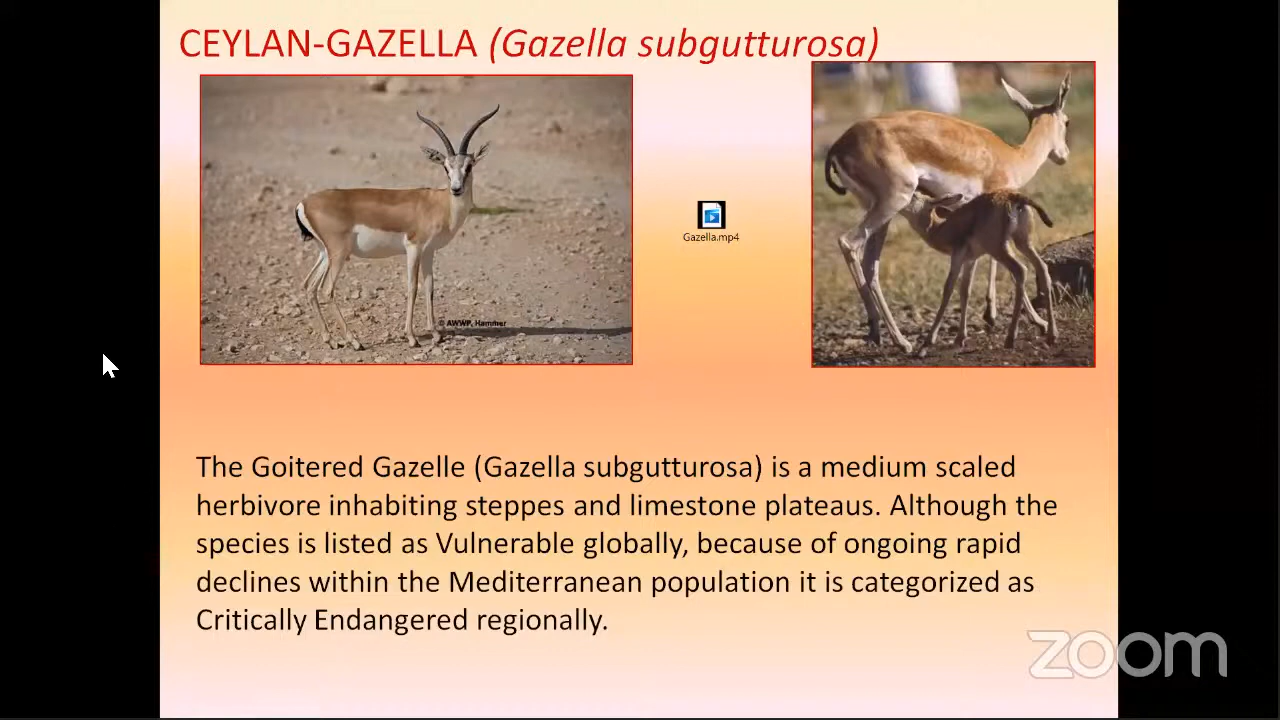 CEYLAN-GAZELLA (Gazella subgutturosa)
© AWWP, Hammer
Gazella.mp4
The Goitered Gazelle (Gazella subgutturosa) is a medium scaled
herbivore inhabiting steppes and limestone plateaus. Although the
species is listed as Vulnerable globally, because of ongoing rapid
declines within the Mediterranean population it is categorized as
Critically Endangered regionally.
zoom